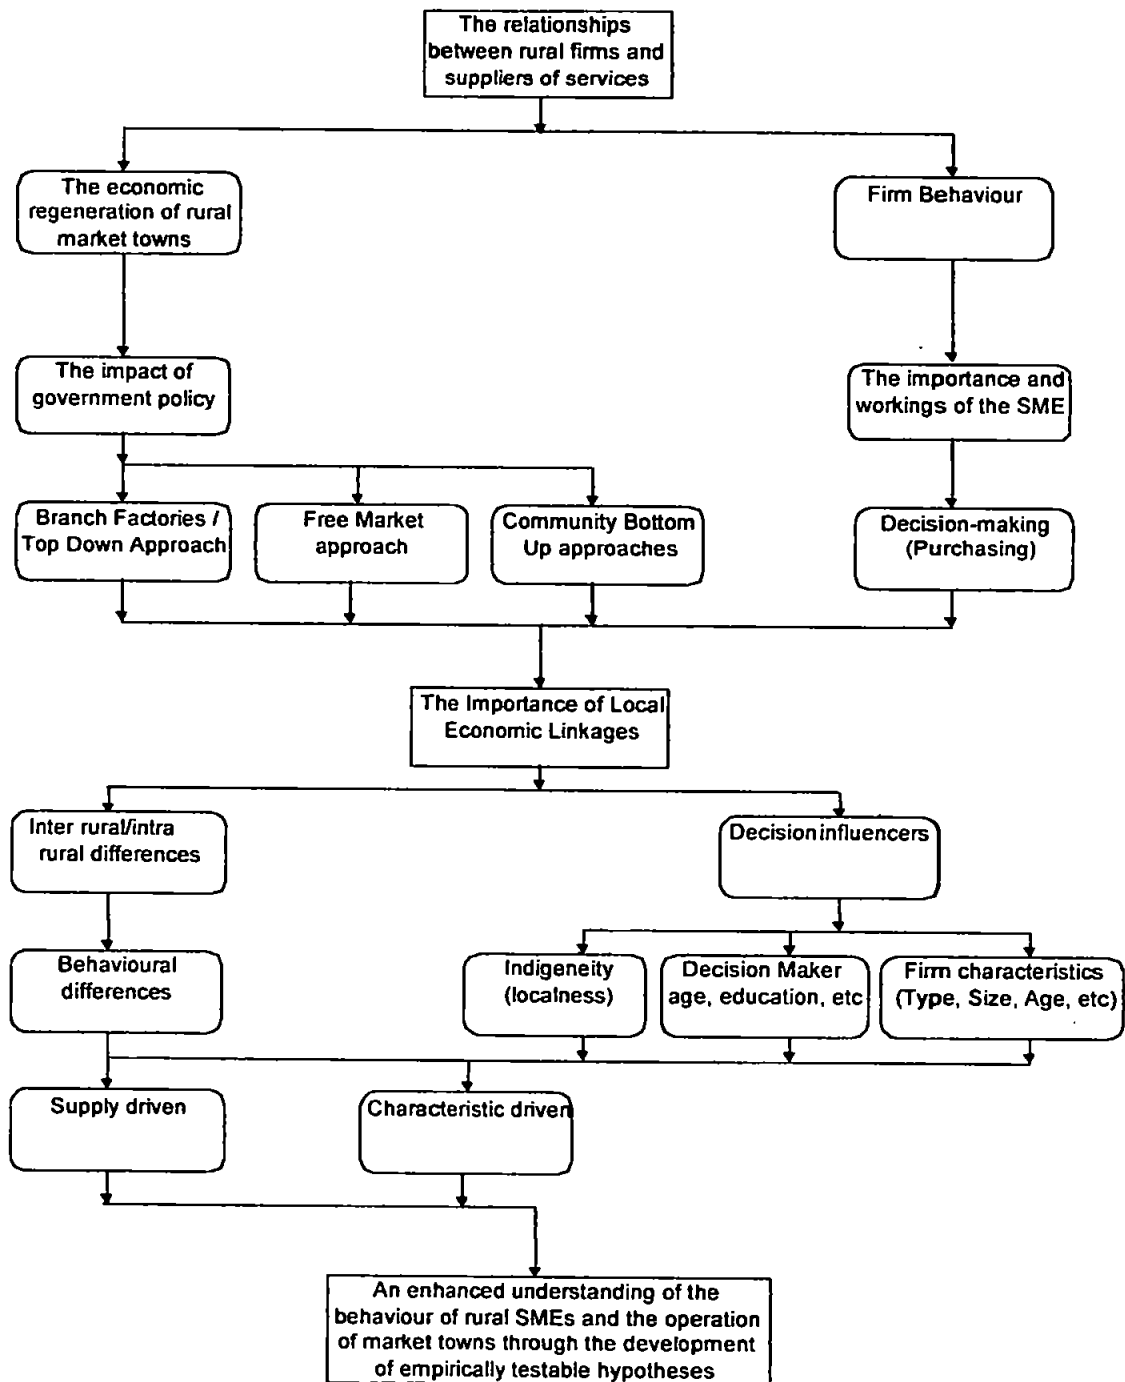 The relationships
between rural firms and
suppliers of services
The economic
regeneration of rural
market towns
Firm Behaviour
The impact of
government policy
The importance and
workings of the SME
Branch Factories /
Top Down Approach
Free Market
approach
Community Bottom
Up approaches
Decision-making
(Purchasing)
The Importance of Local
Economic Linkages
Inter rural/intra
rural differences
Decision influencers
Behavioural
differences
Indigeneity
(localness)
Decision Maker
age, education, etc
Firm characteristics
(Type, Size, Age, etc)
Supply driven
Characteristic driven
An enhanced understanding of the
behaviour of rural SMEs and the operation
of market towns through the development
of empirically testable hypotheses